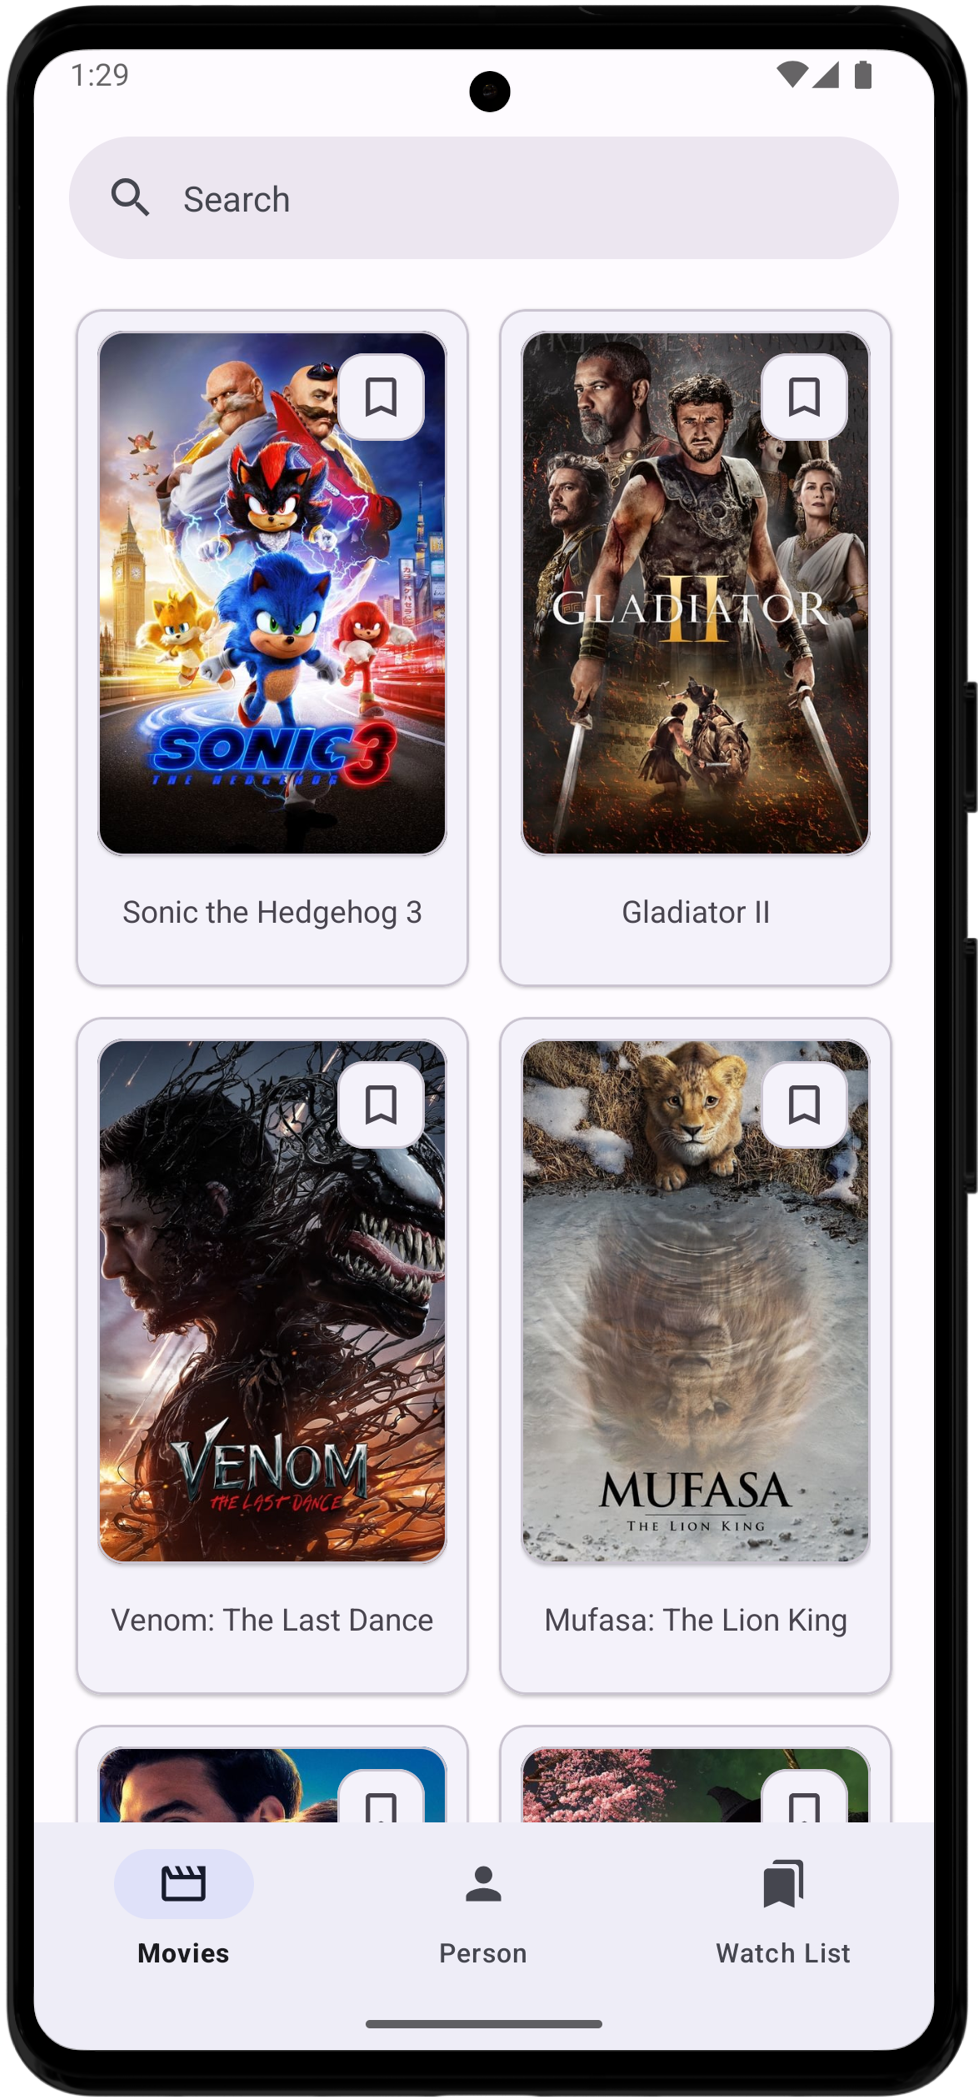 1:29
Search
SONIC 3
THE HEDGEHOG
GLADIATOR
II
Sonic the Hedgehog 3
Gladiator II
VENOM
THE LAST DANCE
MUFASA
THE LION KING
Venom: The Last Dance
Mufasa: The Lion King
Movies
Person
Watch List